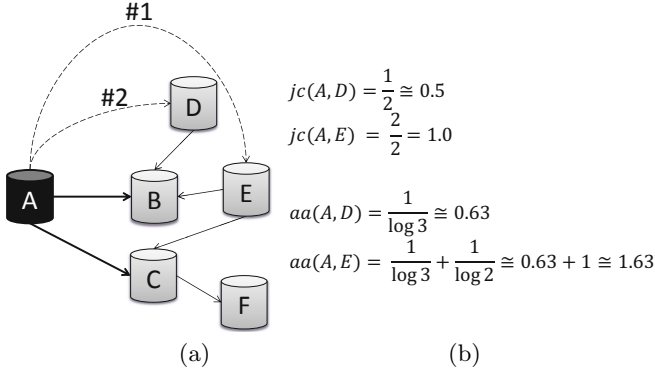 #1
#2
D
A
B
E
C
F
jc(A, D) = 1/2 ≅ 0.5
jc(A, E) = 2/2 = 1.0
aa(A, D) = 1/log 3 ≅ 0.63
aa(A, E) = 1/log 3 + 1/log 2 ≅ 0.63 + 1 ≅ 1.63
(a)
(b)